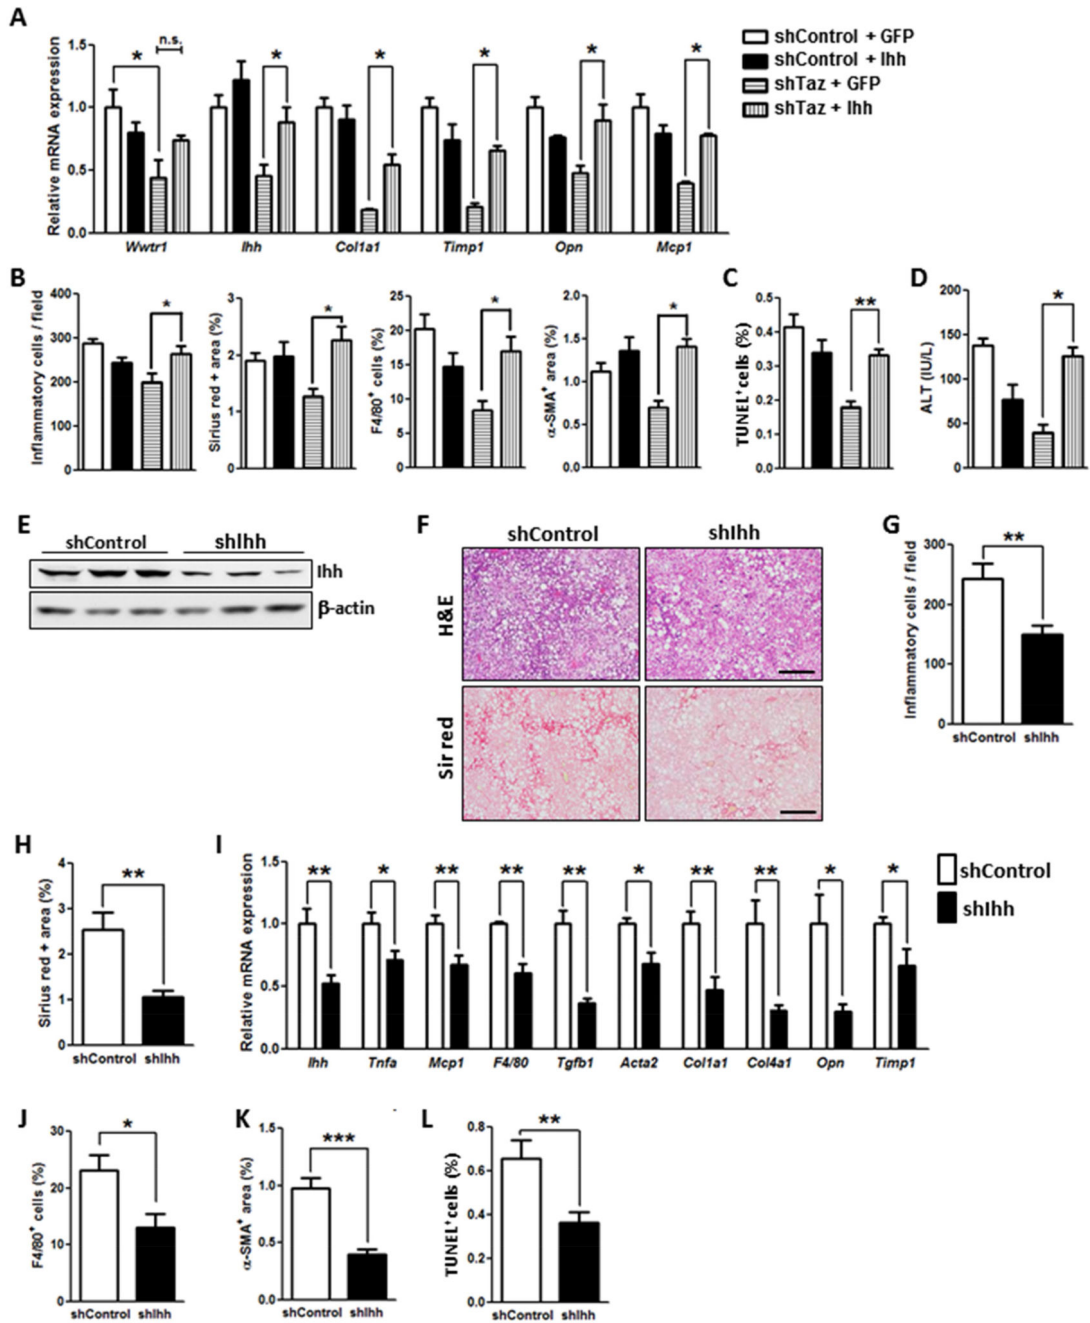 A
Relative mRNA expression
1.5
1.0
0.5
0.0
* n.s. * * * * *
Wwtr1 Ihh Col1a1 Timp1 Opn Mcp1
shControl + GFP
shControl + Ihh
shTaz + GFP
shTaz + Ihh
B
Inflammatory cells / field
400
300
200
100
0
*
Sirius red + area (%)
3
2
1
0
*
F4/80+ cells (%)
25
20
15
10
5
0
*
α-SMA+ area (%)
2.0
1.5
1.0
0.5
0.0
*
C
TUNEL+cells (%)
0.5
0.4
0.3
0.2
0.1
0.0
**
D
ALT (IU/L)
200
150
100
50
0
*
E
shControl shIhh
Ihh
β-actin
F
shControl shIhh
H&E
Sir red
G
Inflammatory cells / field
300
200
100
0
**
shControl shIhh
H
Sirius red + area (%)
4
3
2
1
0
**
shControl shIhh
I
Relative mRNA expression
1.5
1.0
0.5
0.0
** * ** ** ** * ** ** * *
Ihh Tnfa Mcp1 F4/80 Tgfb1 Acta2 Col1a1 Col4a1 Opn Timp1
shControl
shIhh
J
F4/80+ cells (%)
30
20
10
0
*
shControl shIhh
K
α-SMA+ area (%)
1.5
1.0
0.5
0.0
***
shControl shIhh
L
TUNEL+cells (%)
0.8
0.6
0.4
0.2
0.0
**
shControl shIhh